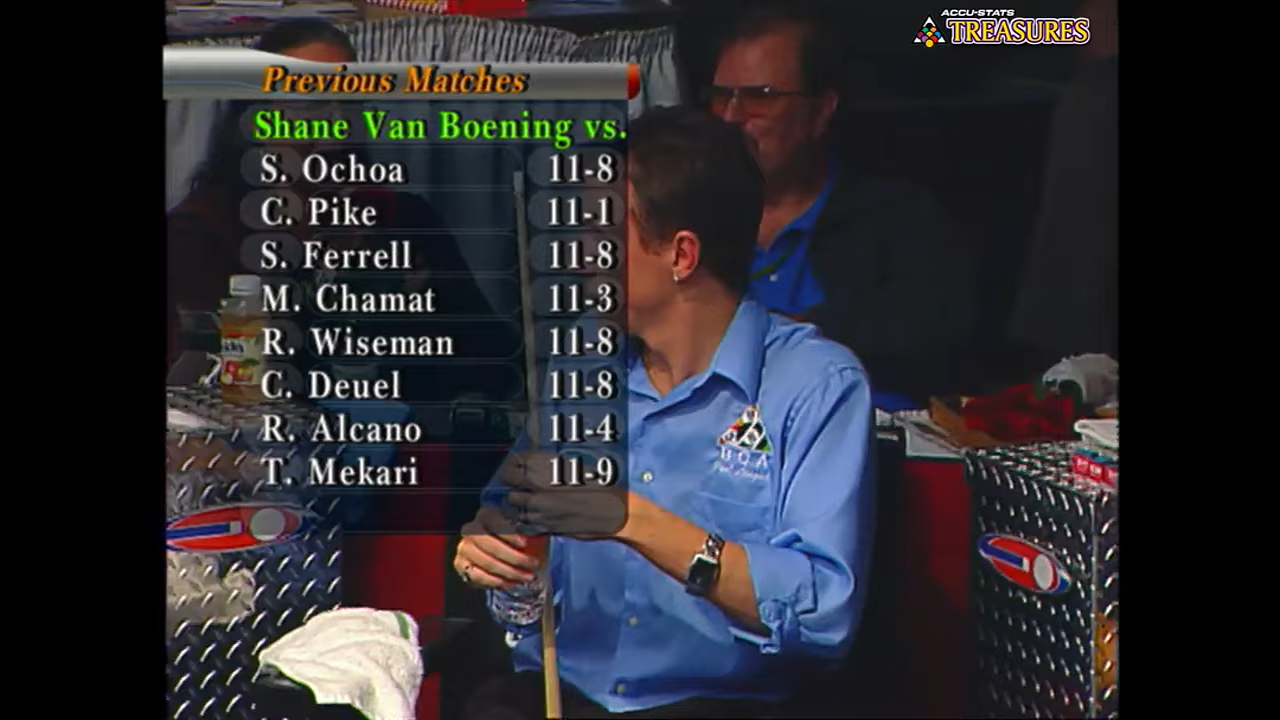 ACCU-STATS
TREASURES
Previous Matches
Shane Van Boening vs.
S. Ochoa 11-8
C. Pike 11-1
S. Ferrell 11-8
M. Chamat 11-3
R. Wiseman 11-8
C. Deuel 11-8
R. Alcano 11-4
T. Mekari 11-9